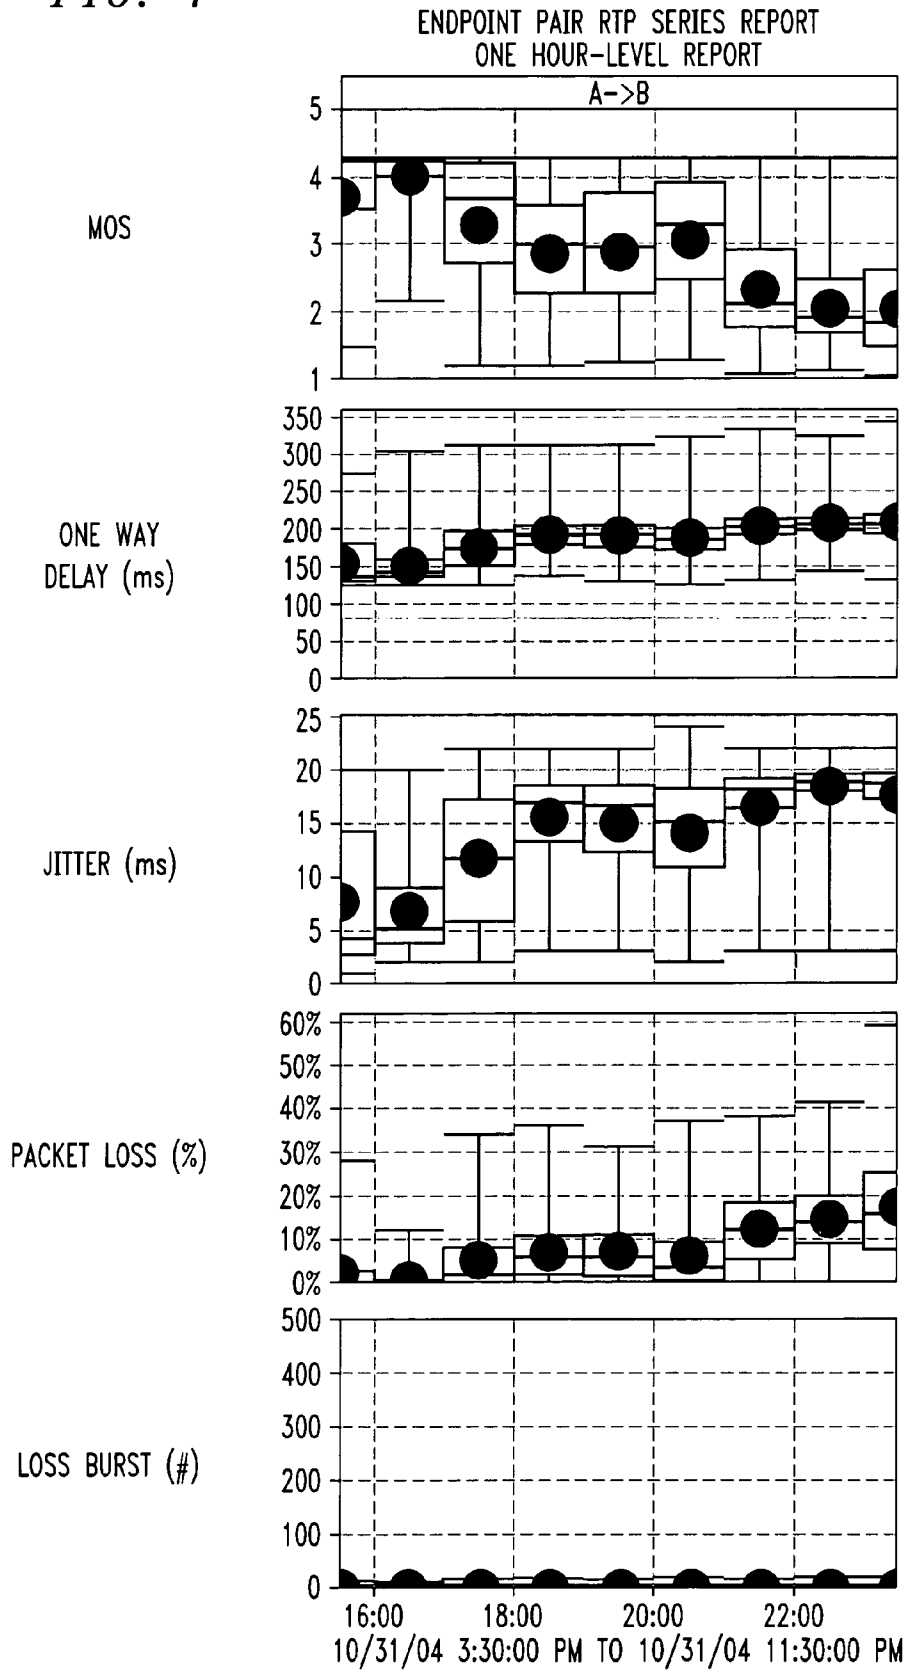 FIG. 7
ENDPOINT PAIR RTP SERIES REPORT
ONE HOUR-LEVEL REPORT
A->B
MOS
5
4
3
2
1
ONE WAY
DELAY (ms)
350
300
250
200
150
100
50
0
JITTER (ms)
25
20
15
10
5
0
PACKET LOSS (%)
60%
50%
40%
30%
20%
10%
0%
LOSS BURST (#)
500
400
300
200
100
0
16:00 18:00 20:00 22:00
10/31/04 3:30:00 PM TO 10/31/04 11:30:00 PM